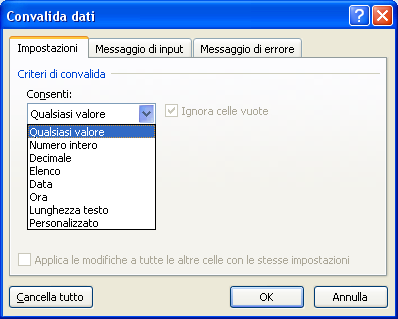 Convalida dati
Impostazioni Messaggio di input Messaggio di errore
Criteri di convalida
Consenti:
Qualsiasi valore Ignora celle vuote
Qualsiasi valore
Numero intero
Decimale
Elenco
Data
Ora
Lunghezza testo
Personalizzato
Applica le modifiche a tutte le altre celle con le stesse impostazioni
Cancella tutto OK Annulla